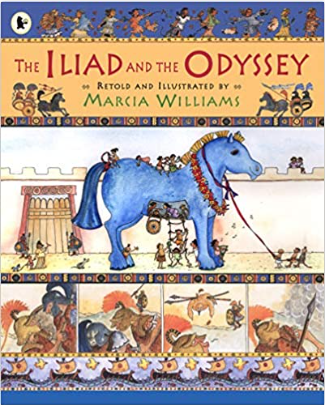 THE ILIAD AND THE ODYSSEY
RETOLD AND ILLUSTRATED BY
MARCIA WILLIAMS